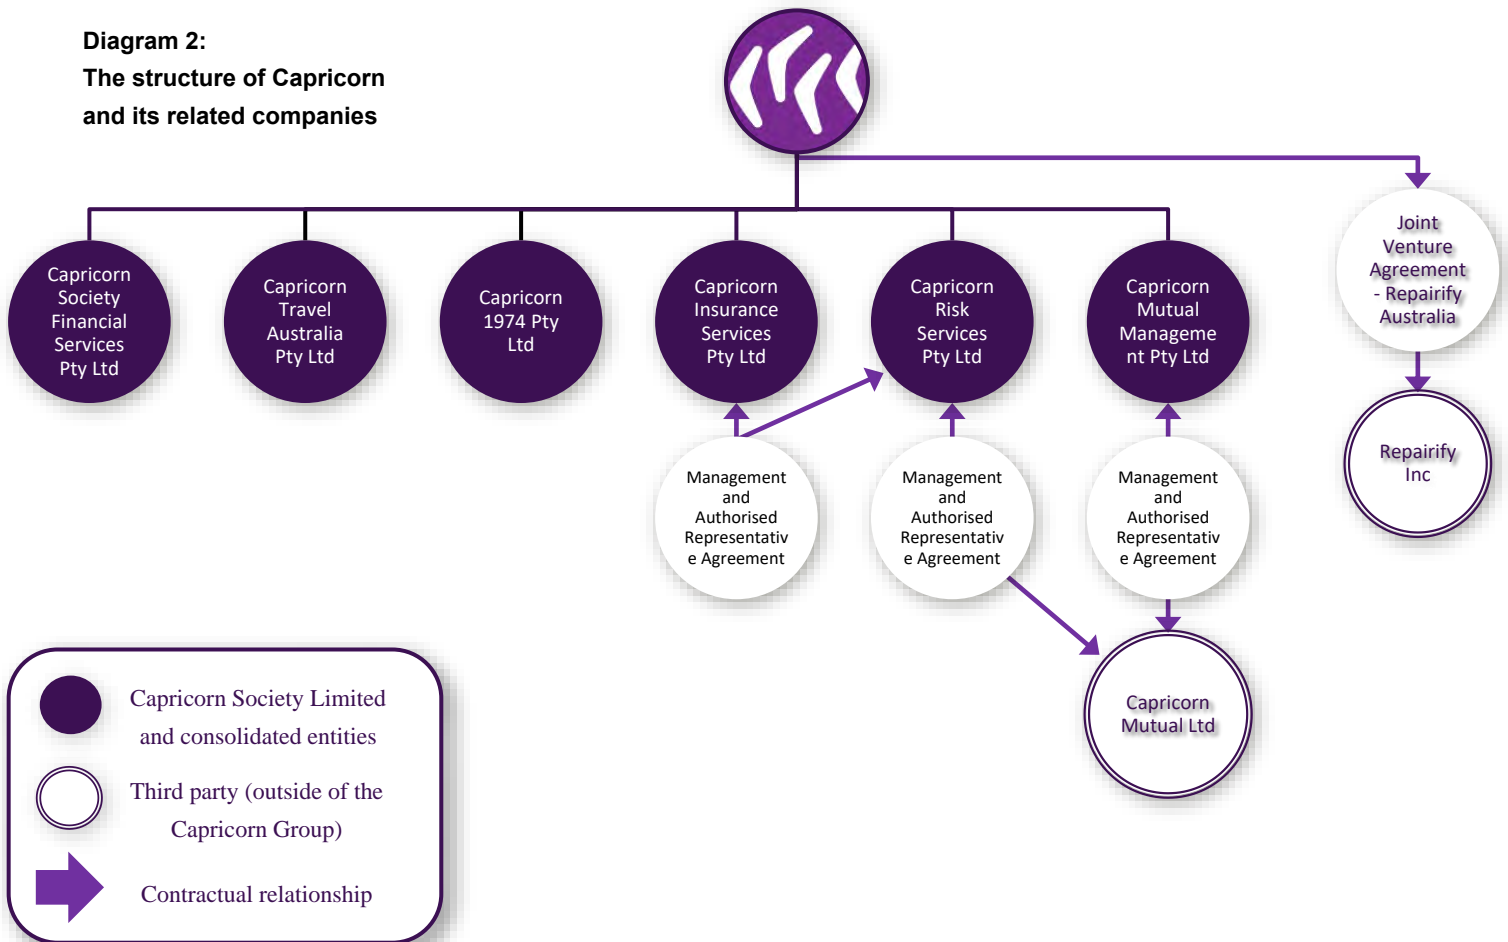 Diagram 2:
The structure of Capricorn
and its related companies
Capricorn
Society
Financial
Services
Pty Ltd
Capricorn
Travel
Australia
Pty Ltd
Capricorn
1974 Pty
Ltd
Capricorn
Insurance
Services
Pty Ltd
Capricorn
Risk
Services
Pty Ltd
Capricorn
Mutual
Manageme
nt Pty Ltd
Joint
Venture
Agreement
- Repairify
Australia
Management
and
Authorised
Representativ
e Agreement
Management
and
Authorised
Representativ
e Agreement
Management
and
Authorised
Representativ
e Agreement
Repairify
Inc
Capricorn
Mutual Ltd
Capricorn Society Limited
and consolidated entities
Third party (outside of the
Capricorn Group)
Contractual relationship